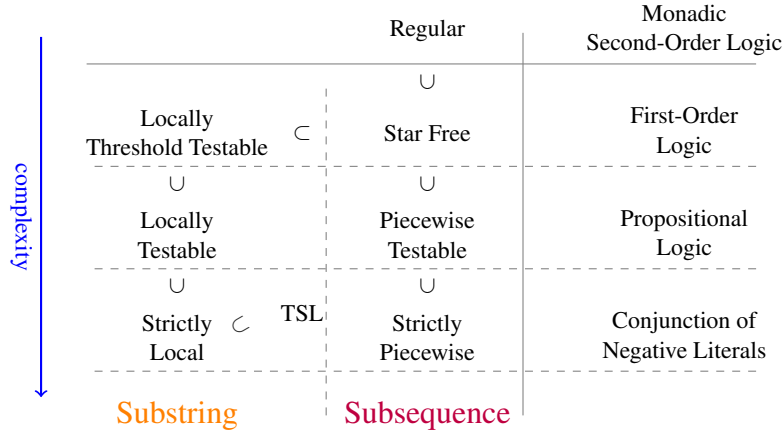 Regular
Monadic
Second-Order Logic
∪
Locally
Threshold Testable
⊂
Star Free
First-Order
Logic
∪
∪
Locally
Testable
Piecewise
Testable
Propositional
Logic
∪
∪
Strictly
Local
⊂
TSL
Strictly
Piecewise
Conjunction of
Negative Literals
Substring
Subsequence
complexity